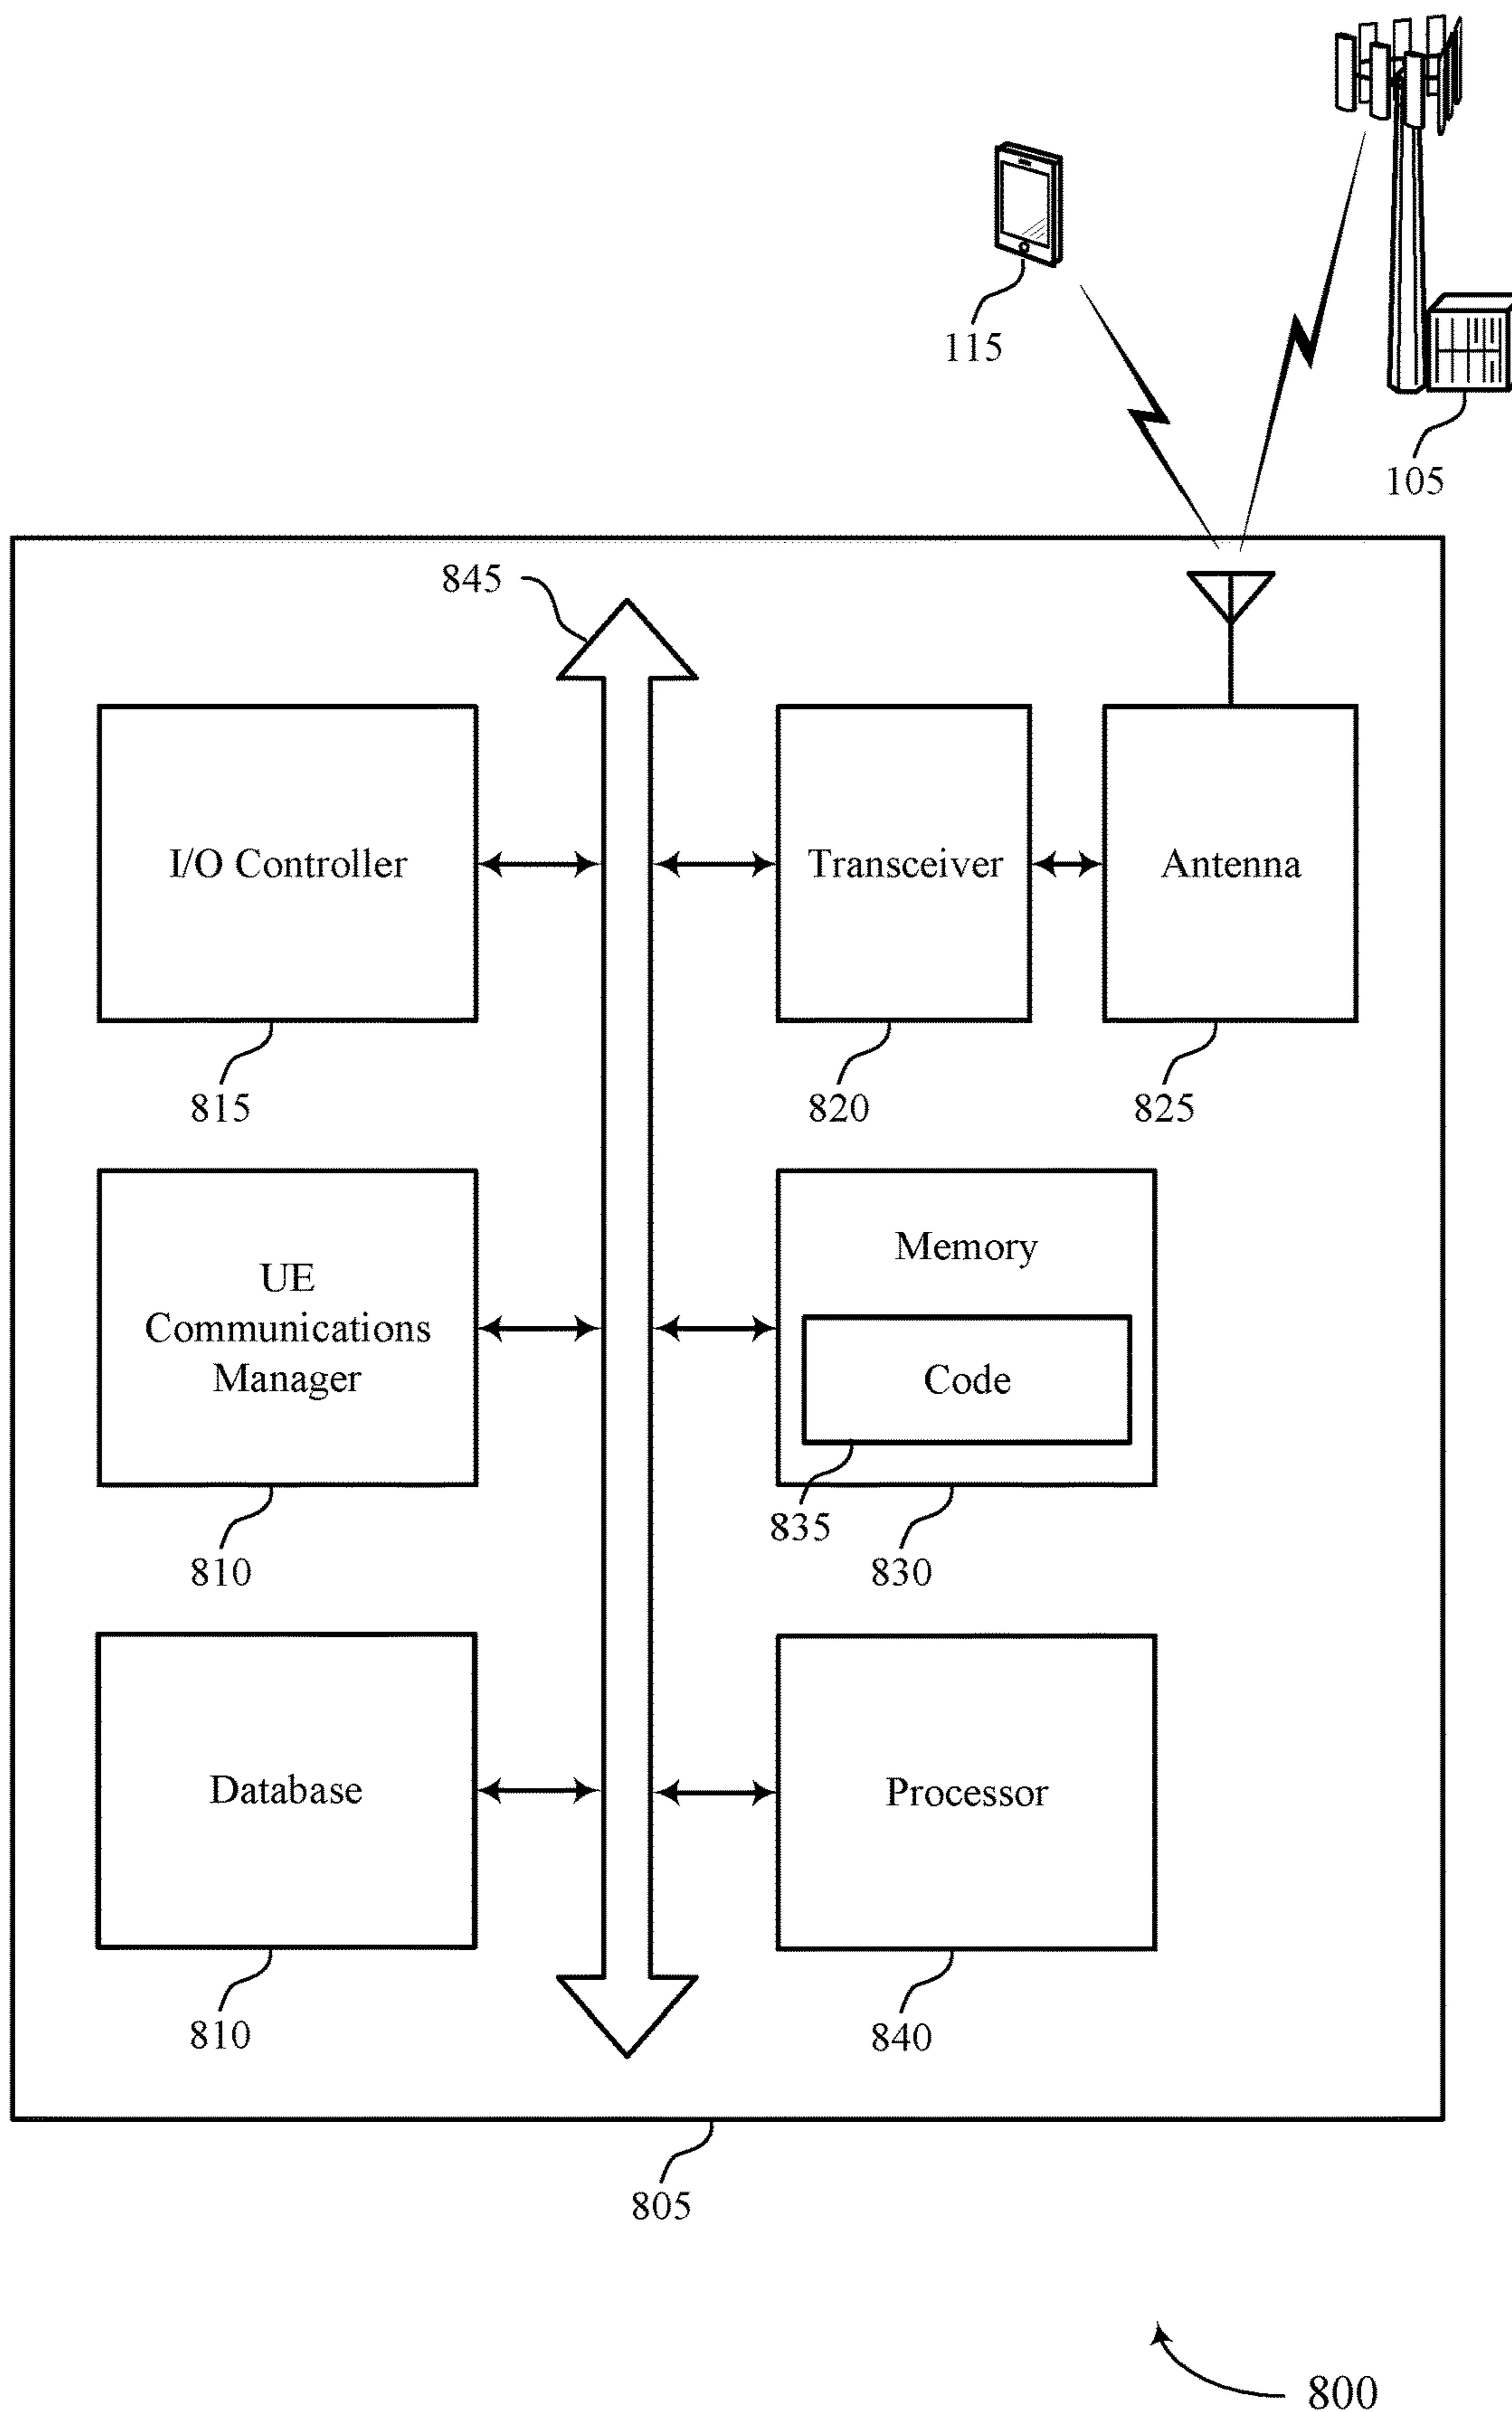 115
105
845
I/O Controller
Transceiver
Antenna
815
820
825
UE
Communications
Manager
Memory
Code
835
810
830
Database
Processor
810
840
805
800